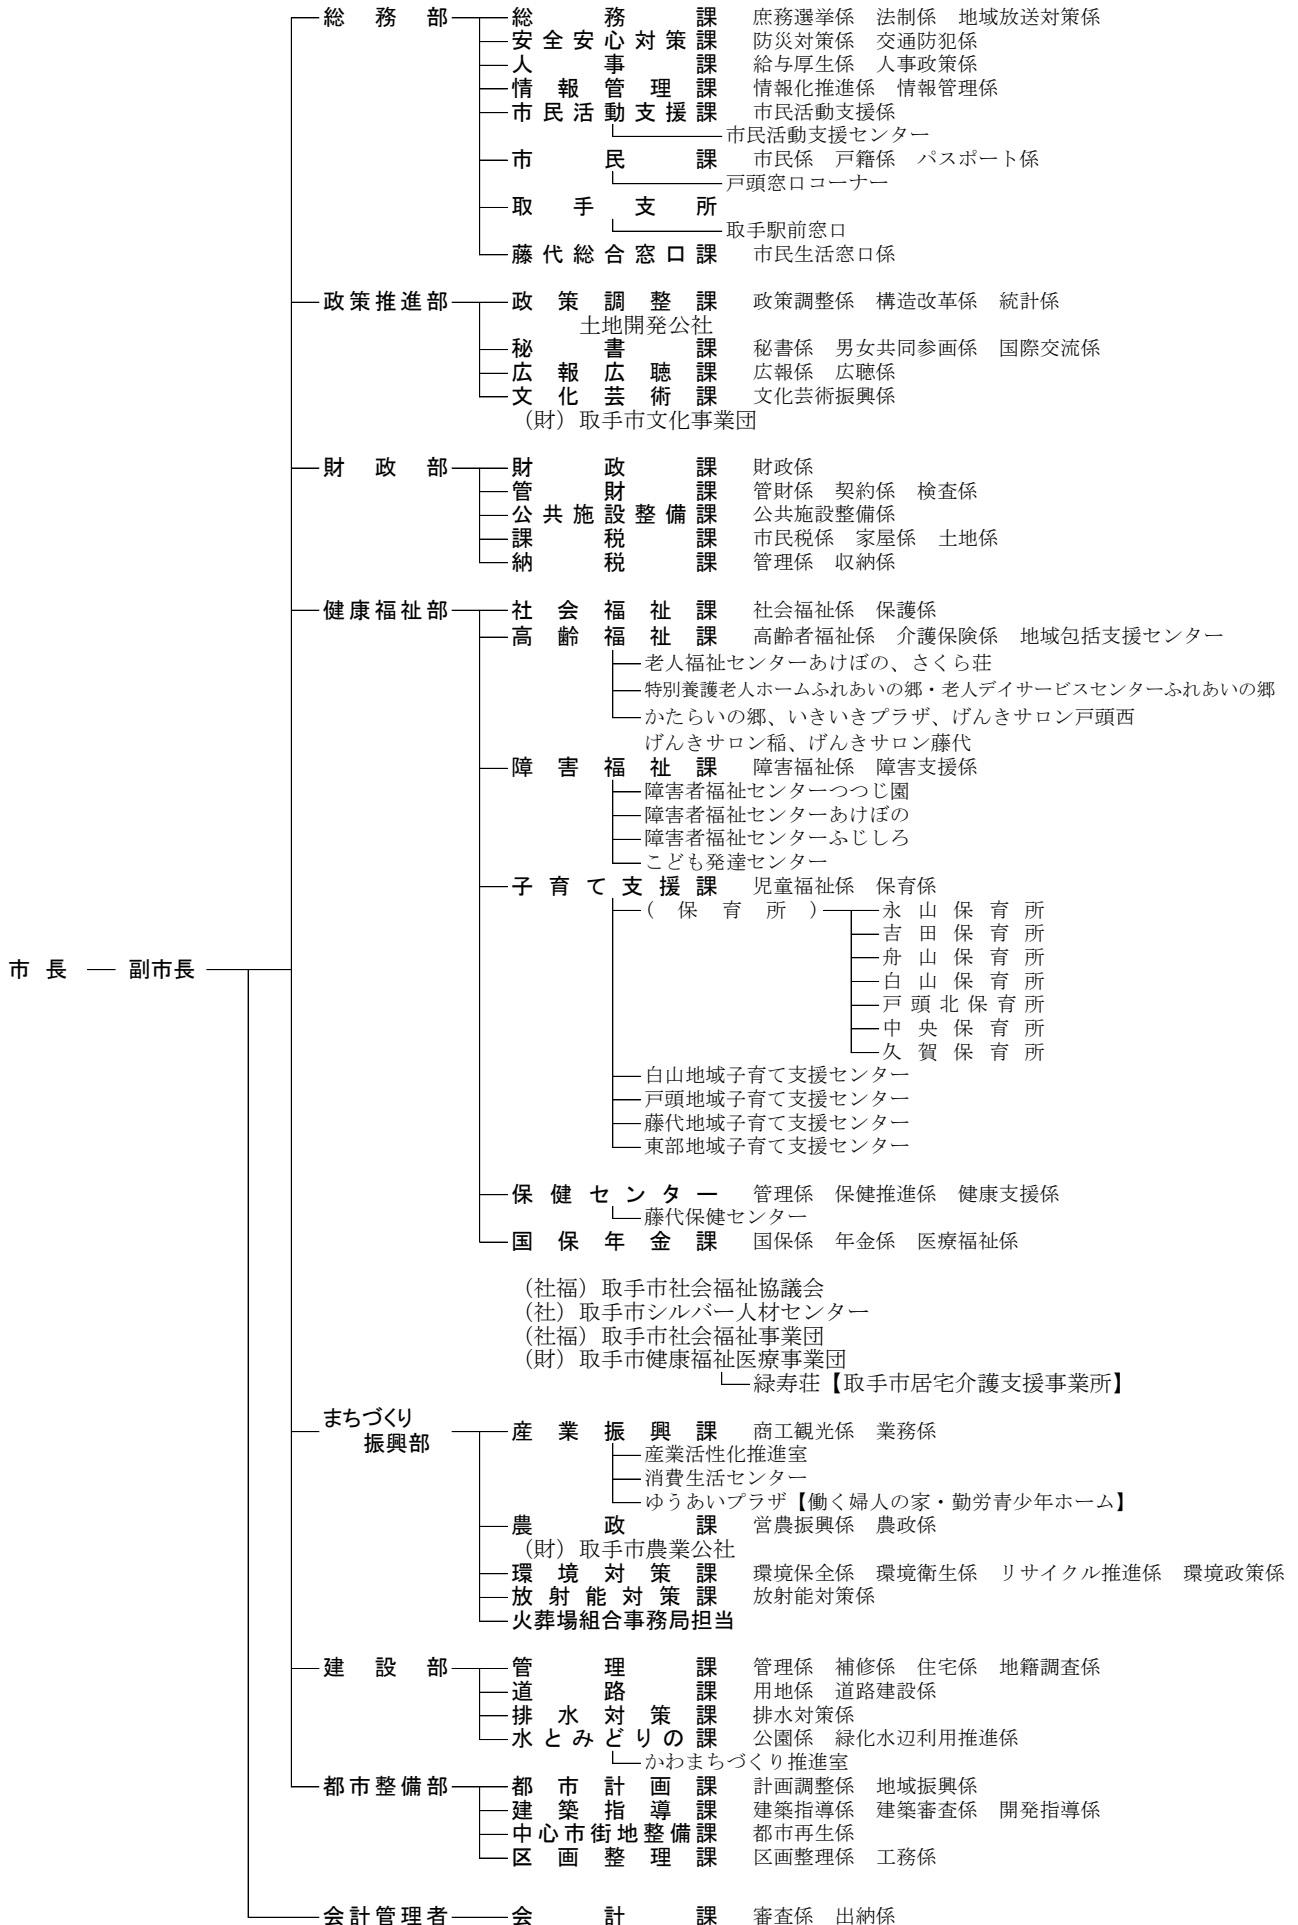 総務部 総務課 庶務選挙係 法制係 地域放送対策係
安全安心対策課 防災対策係 交通防犯係
人事課 給与厚生係 人事政策係
情報管理課 情報化推進係 情報管理係
市民活動支援課 市民活動支援係
市民活動支援センター
市民課 市民係 戸籍係 パスポート係
戸頭窓口コーナー
取手支所
取手駅前窓口
藤代総合窓口課 市民生活窓口係
政策推進部 政策調整課 政策調整係 構造改革係 統計係
土地開発公社
秘書課 秘書係 男女共同参画係 国際交流係
広報広聴課 広報係 広聴係
文化芸術課 文化芸術振興係
(財)取手市文化事業団
財政部 財政課 財政係
管財課 管財係 契約係 検査係
公共施設整備課 公共施設整備係
課税課 市民税係 家屋係 土地係
納税課 管理係 収納係
健康福祉部 社会福祉課 社会福祉係 保護係
高齢福祉課 高齢者福祉係 介護保険係 地域包括支援センター
老人福祉センターあけぼの、さくら荘
特別養護老人ホームふれあいの郷・老人デイサービスセンターふれあいの郷
かたらいの郷、いきいきプラザ、げんきサロン戸頭西
げんきサロン稲、げんきサロン藤代
障害福祉課 障害福祉係 障害支援係
障害者福祉センターつつじ園
障害者福祉センターあけぼの
障害者福祉センターふじしろ
こども発達センター
子育て支援課 児童福祉係 保育係
(保育所) 永山保育所
吉田保育所
舟山保育所
市長 副市長
白山保育所
戸頭北保育所
中央保育所
久賀保育所
白山地域子育て支援センター
戸頭地域子育て支援センター
藤代地域子育て支援センター
東部地域子育て支援センター
保健センター 管理係 保健推進係 健康支援係
藤代保健センター
国保年金課 国保係 年金係 医療福祉係
(社福)取手市社会福祉協議会
(社)取手市シルバー人材センター
(社福)取手市社会福祉事業団
(財)取手市健康福祉医療事業団
緑寿荘【取手市居宅介護支援事業所】
まちづくり
振興部
産業振興課 商工観光係 業務係
産業活性化推進室
消費生活センター
ゆうあいプラザ【働く婦人の家・勤労青少年ホーム】
農政課 営農振興係 農政係
(財)取手市農業公社
環境対策課 環境保全係 環境衛生係 リサイクル推進係 環境政策係
放射能対策課 放射能対策係
火葬場組合事務局担当
建設部 管理課 管理係 補修係 住宅係 地籍調査係
道路課 用地係 道路建設係
排水対策課 排水対策係
水とみどりの課 公園係 緑化水辺利用推進係
かわまちづくり推進室
都市整備部 都市計画課 計画調整係 地域振興係
建築指導課 建築指導係 建築審査係 開発指導係
中心市街地整備課 都市再生係
区画整理課 区画整理係 工務係
会計管理者 会計課 審査係 出納係